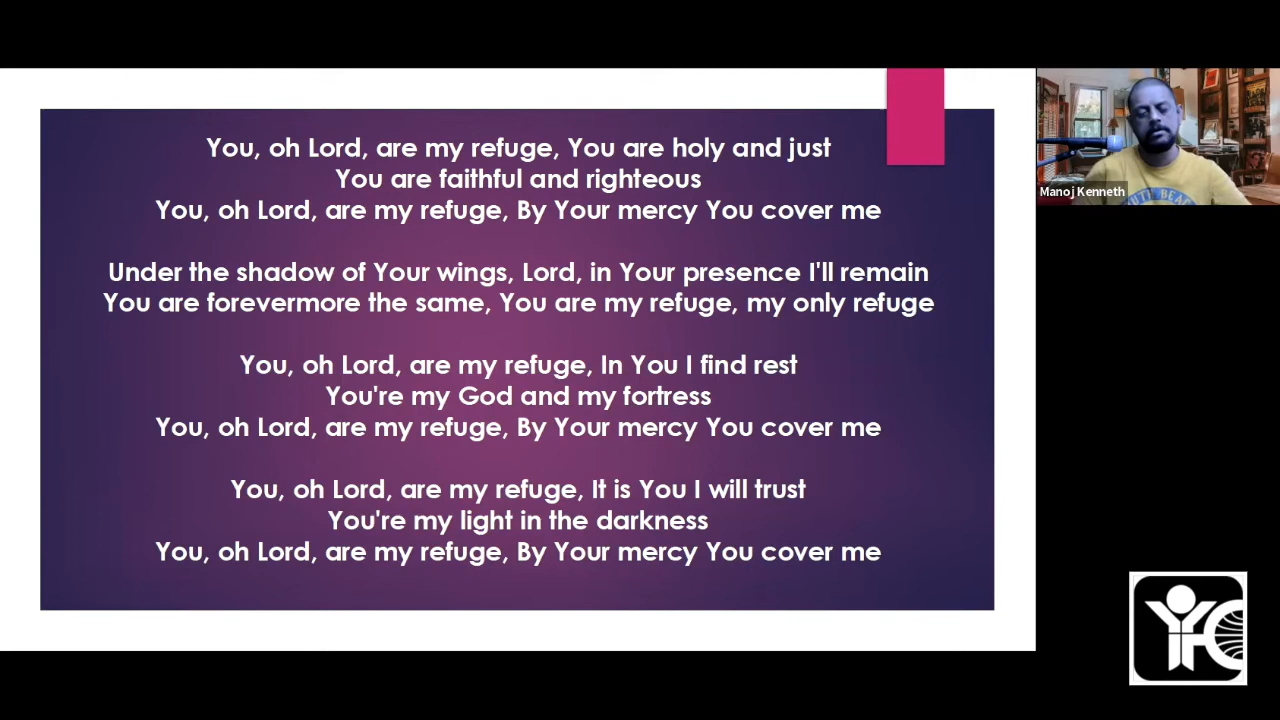 You, oh Lord, are my refuge, You are holy and just
You are faithful and righteous
You, oh Lord, are my refuge, By Your mercy You cover me
Under the shadow of Your wings, Lord, in Your presence I'll remain
You are forevermore the same, You are my refuge, my only refuge
You, oh Lord, are my refuge, In You I find rest
You're my God and my fortress
You, oh Lord, are my refuge, By Your mercy You cover me
You, oh Lord, are my refuge, It is You I will trust
You're my light in the darkness
You, oh Lord, are my refuge, By Your mercy You cover me
Manoj Kenneth
YFC